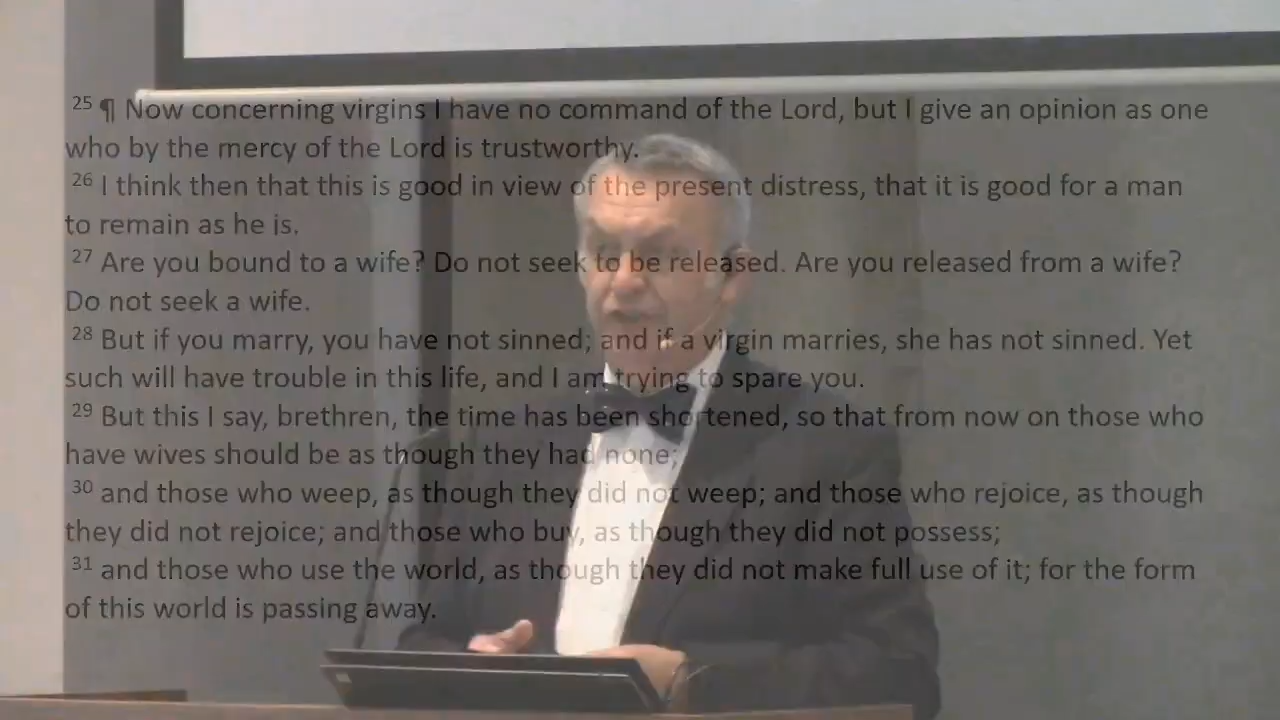 25 ¶ Now concerning virgins I have no command of the Lord, but I give an opinion as one
who by the mercy of the Lord is trustworthy.
26 I think then that this is good in view of the present distress, that it is good for a man
to remain as he is.
27 Are you bound to a wife? Do not seek to be released. Are you released from a wife?
Do not seek a wife.
28 But if you marry, you have not sinned; and if a virgin marries, she has not sinned. Yet
such will have trouble in this life, and I am trying to spare you.
29 But this I say, brethren, the time has been shortened, so that from now on those who
have wives should be as though they had none;
30 and those who weep, as though they did not weep; and those who rejoice, as though
they did not rejoice; and those who buy, as though they did not possess;
31 and those who use the world, as though they did not make full use of it; for the form
of this world is passing away.